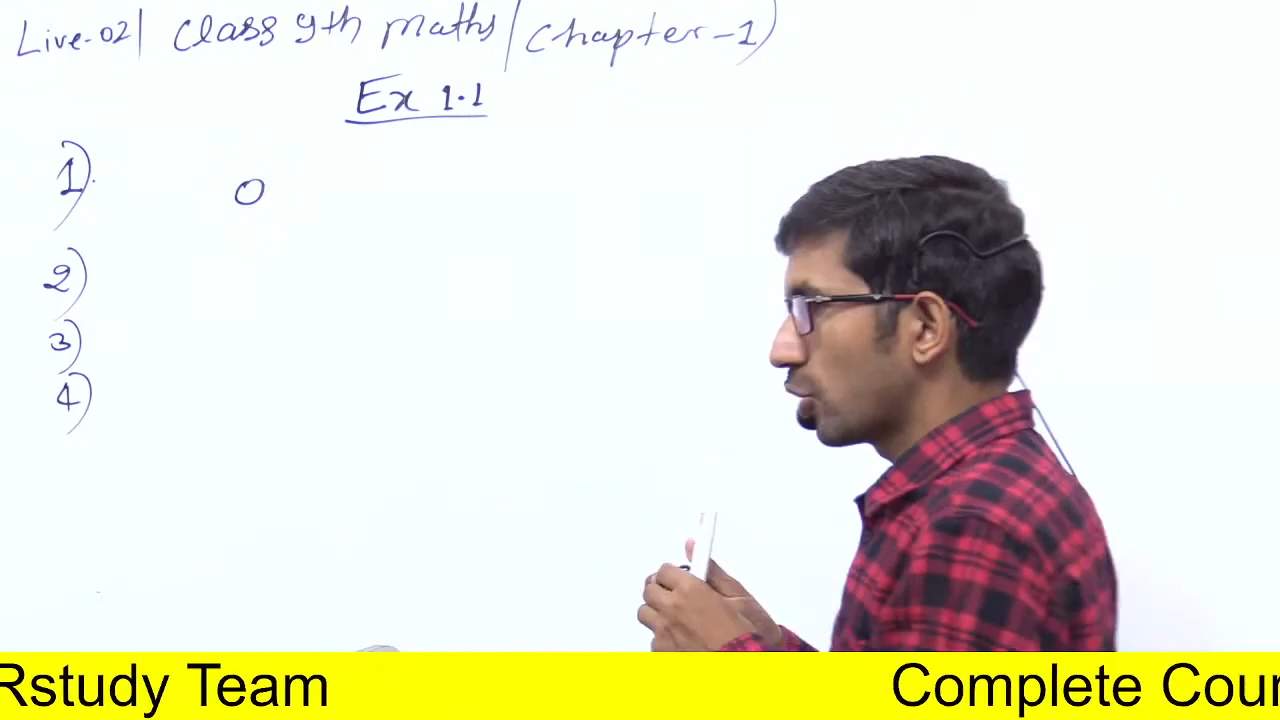 Live-02| Class 9th maths/(Chapter-1)
Ex 1.1
1) 0
2)
3)
4)
Rstudy Team Complete Cour